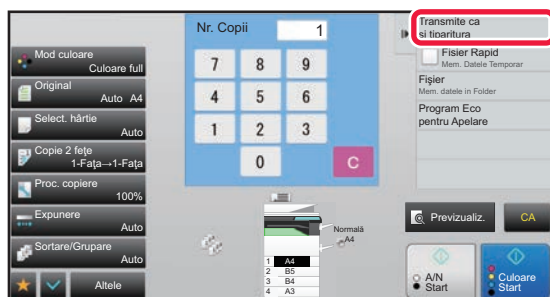 Nr. Copii
1
Mod culoare
Culoare full
Original
Auto A4
Select. hârtie
Auto
Copie 2 feţe
1-Faţa→1-Faţa
Proc. copiere
100%
Expunere
Auto
Sortare/Grupare
Auto
Altele
7 8 9
4 5 6
1 2 3
0 C
Normală
A4
1 A4
2 B5
3 B4
4 A3
Transmite ca
si tiparitura
Fisier Rapid
Mem. Datele Temporar
Fişier
Mem. datele in Folder
Program Eco
pentru Apelare
Previzualiz.
CA
A/N
Start
Culoare
Start